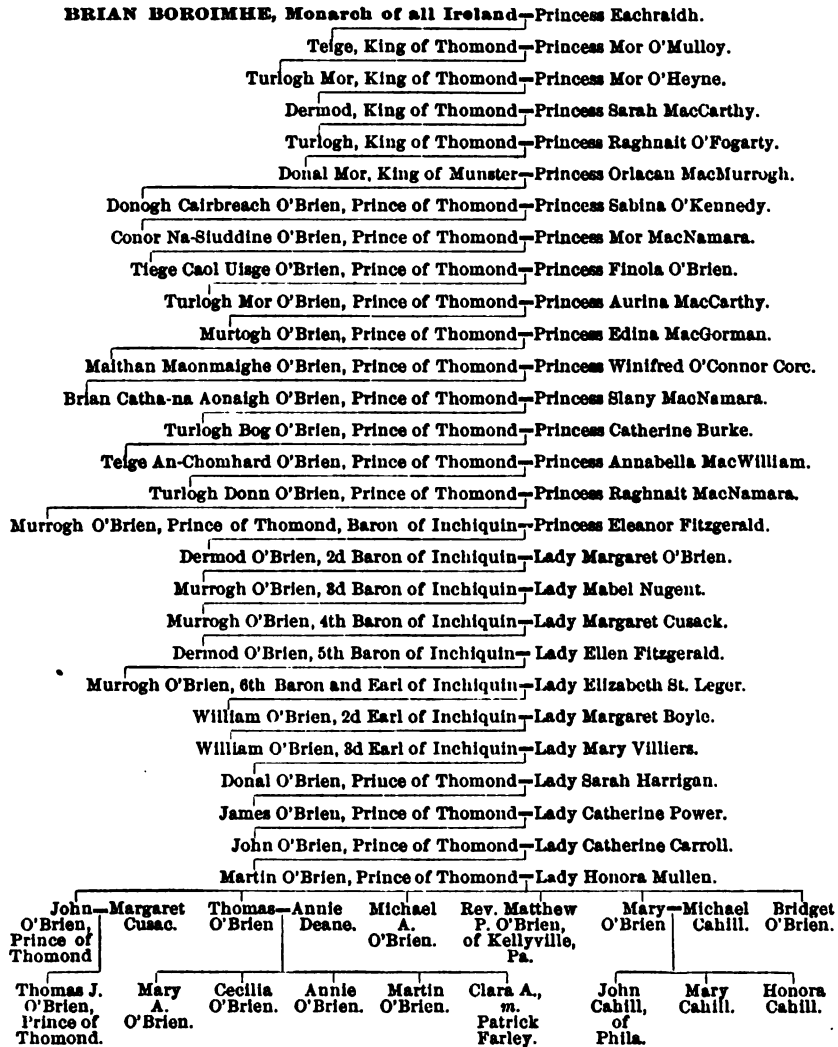 BRIAN BOROIMHE, Monarch of all Ireland=Princess Eachraidh.
Teige, King of Thomond=Princess Mor O'Mulloy.
Turlogh Mor, King of Thomond=Princess Mor O'Heyne.
Dermod, King of Thomond=Princess Sarah MacCarthy.
Turlogh, King of Thomond=Princess Raghnait O'Fogarty.
Donal Mor, King of Munster=Princess Orlacan MacMurrogh.
Donogh Cairbreach O'Brien, Prince of Thomond=Princess Sabina O'Kennedy.
Conor Na-Siuddine O'Brien, Prince of Thomond=Princess Mor MacNamara.
Tiege Caol Uisge O'Brien, Prince of Thomond=Princess Finola O'Brien.
Turlogh Mor O'Brien, Prince of Thomond=Princess Aurina MacCarthy.
Murtogh O'Brien, Prince of Thomond=Princess Edina MacGorman.
Maithan Maonmaighe O'Brien, Prince of Thomond=Princess Winifred O'Connor Corc.
Brian Catha-na Aonaigh O'Brien, Prince of Thomond=Princess Slany MacNamara.
Turlogh Bog O'Brien, Prince of Thomond=Princess Catherine Burke.
Teige An-Chomhard O'Brien, Prince of Thomond=Princess Annabella MacWilliam.
Turlogh Donn O'Brien, Prince of Thomond=Princess Raghnait MacNamara.
Murrogh O'Brien, Prince of Thomond, Baron of Inchiquin=Princess Eleanor Fitzgerald.
Dermod O'Brien, 2d Baron of Inchiquin=Lady Margaret O'Brien.
Murrogh O'Brien, 3d Baron of Inchiquin=Lady Mabel Nugent.
Murrogh O'Brien, 4th Baron of Inchiquin=Lady Margaret Cusack.
Dermod O'Brien, 5th Baron of Inchiquin=Lady Ellen Fitzgerald.
Murrogh O'Brien, 6th Baron and Earl of Inchiquin=Lady Elizabeth St. Leger.
William O'Brien, 2d Earl of Inchiquin=Lady Margaret Boyle.
William O'Brien, 3d Earl of Inchiquin=Lady Mary Villiers.
Donal O'Brien, Prince of Thomond=Lady Sarah Harrigan.
James O'Brien, Prince of Thomond=Lady Catherine Power.
John O'Brien, Prince of Thomond=Lady Catherine Carroll.
Martin O'Brien, Prince of Thomond=Lady Honora Mullen.
John=Margaret Thomas=Annie Michael Rev. Matthew Mary=Michael Bridget
O'Brien, Cusac. O'Brien Deane. A. P. O'Brien, O'Brien Cahill. O'Brien.
Prince of O'Brien. of Kellyville,
Thomond Pa.
Thomas J. Mary Cecilia Annie Martin Clara A., John Mary Honora
O'Brien, A. O'Brien. O'Brien. O'Brien. m. Cahill, Cahill. Cahill.
Prince of O'Brien. Patrick of
Thomond. Farley. Phila.